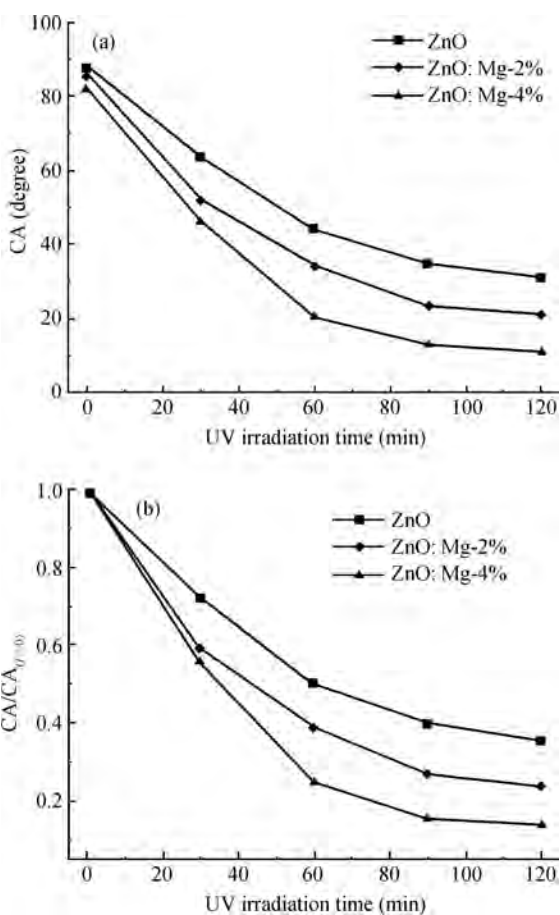 100
(a)
ZnO
ZnO: Mg-2%
ZnO: Mg-4%
80
60
40
20
0
CA (degree)
0 20 40 60 80 100 120
UV irradiation time (min)
1.0
(b)
ZnO
ZnO: Mg-2%
ZnO: Mg-4%
0.8
0.6
0.4
0.2
CA/CA
0 20 40 60 80 100 120
UV irradiation time (min)